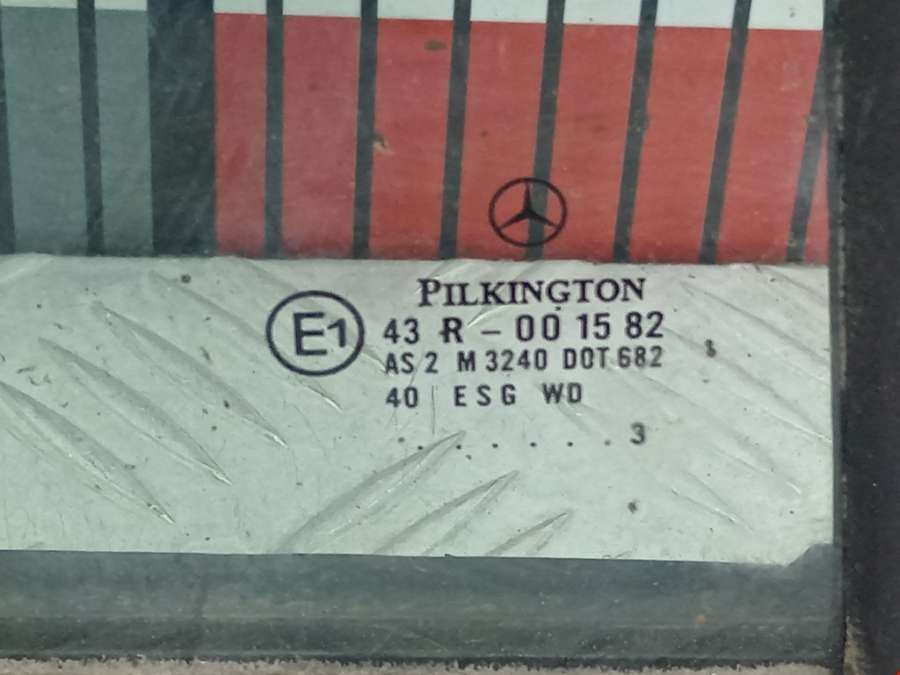 PILKINGTON
E1 43 R - 00 15 82
AS 2 M 3240 DOT 682
40 ESG WD
. . . . . . . 3